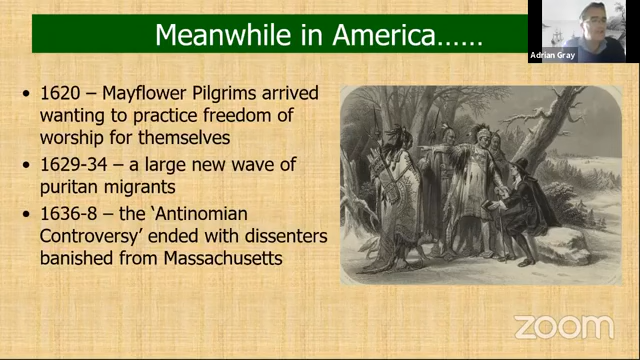 Meanwhile in America......
Adrian Gray
• 1620 – Mayflower Pilgrims arrived
wanting to practice freedom of
worship for themselves
• 1629-34 – a large new wave of
puritan migrants
• 1636-8 – the ‘Antinomian
Controversy’ ended with dissenters
banished from Massachusetts
zoom